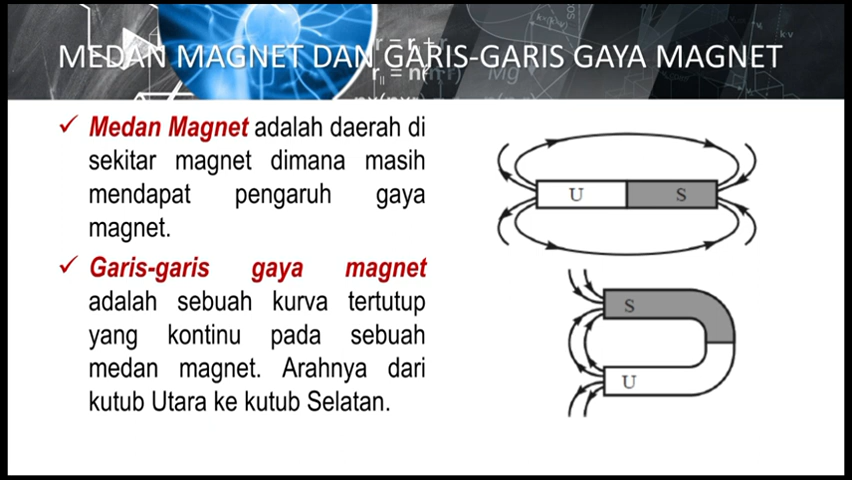 MEDAN MAGNET DAN GARIS-GARIS GAYA MAGNET
Medan Magnet adalah daerah di
sekitar magnet dimana masih
mendapat pengaruh gaya
magnet.
Garis-garis gaya magnet
adalah sebuah kurva tertutup
yang kontinu pada sebuah
medan magnet. Arahnya dari
kutub Utara ke kutub Selatan.
U S
S
U